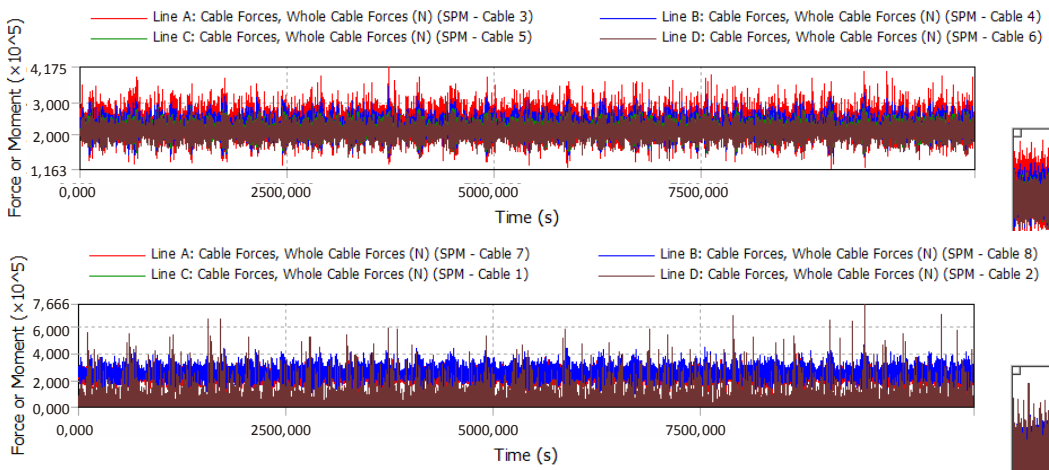 Line A: Cable Forces, Whole Cable Forces (N) (SPM - Cable 3)
Line B: Cable Forces, Whole Cable Forces (N) (SPM - Cable 4)
Line C: Cable Forces, Whole Cable Forces (N) (SPM - Cable 5)
Line D: Cable Forces, Whole Cable Forces (N) (SPM - Cable 6)
Force or Moment (×10^5)
4,175
3,000
2,000
1,163
0,000 2500,000 5000,000 7500,000
Time (s)
Line A: Cable Forces, Whole Cable Forces (N) (SPM - Cable 7)
Line B: Cable Forces, Whole Cable Forces (N) (SPM - Cable 8)
Line C: Cable Forces, Whole Cable Forces (N) (SPM - Cable 1)
Line D: Cable Forces, Whole Cable Forces (N) (SPM - Cable 2)
Force or Moment (×10^5)
7,666
6,000
4,000
2,000
0,000
0,000 2500,000 5000,000 7500,000
Time (s)